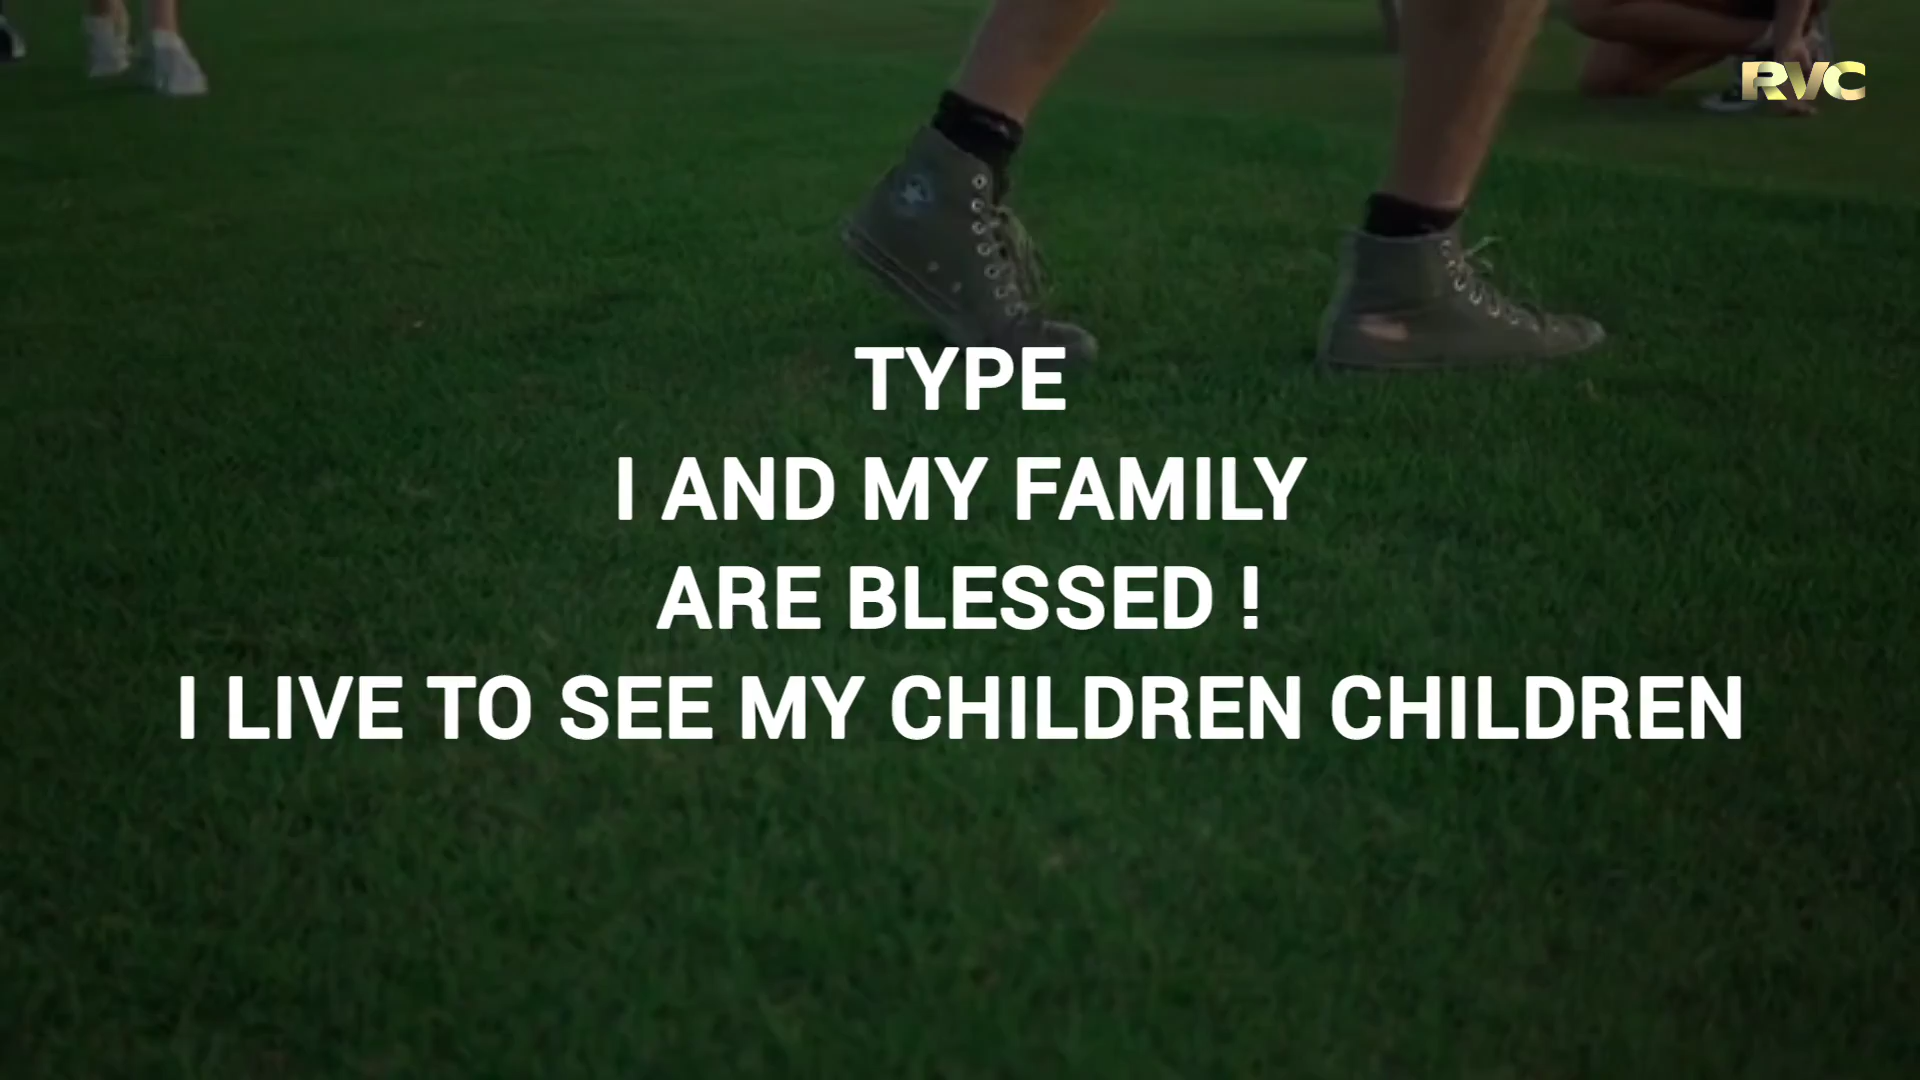 RVC
TYPE
I AND MY FAMILY
ARE BLESSED !
I LIVE TO SEE MY CHILDREN CHILDREN